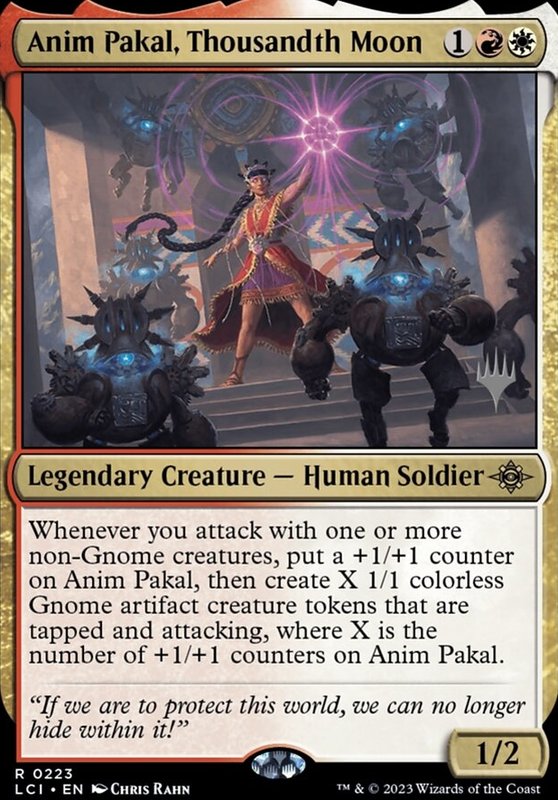 Anim Pakal, Thousandth Moon 1
Legendary Creature — Human Soldier
Whenever you attack with one or more
non-Gnome creatures, put a +1/+1 counter
on Anim Pakal, then create X 1/1 colorless
Gnome artifact creature tokens that are
tapped and attacking, where X is the
number of +1/+1 counters on Anim Pakal.
“If we are to protect this world, we can no longer
hide within it!”
1/2
R 0223
LCI • EN Chris Rahn
™ & © 2023 Wizards of the Coast